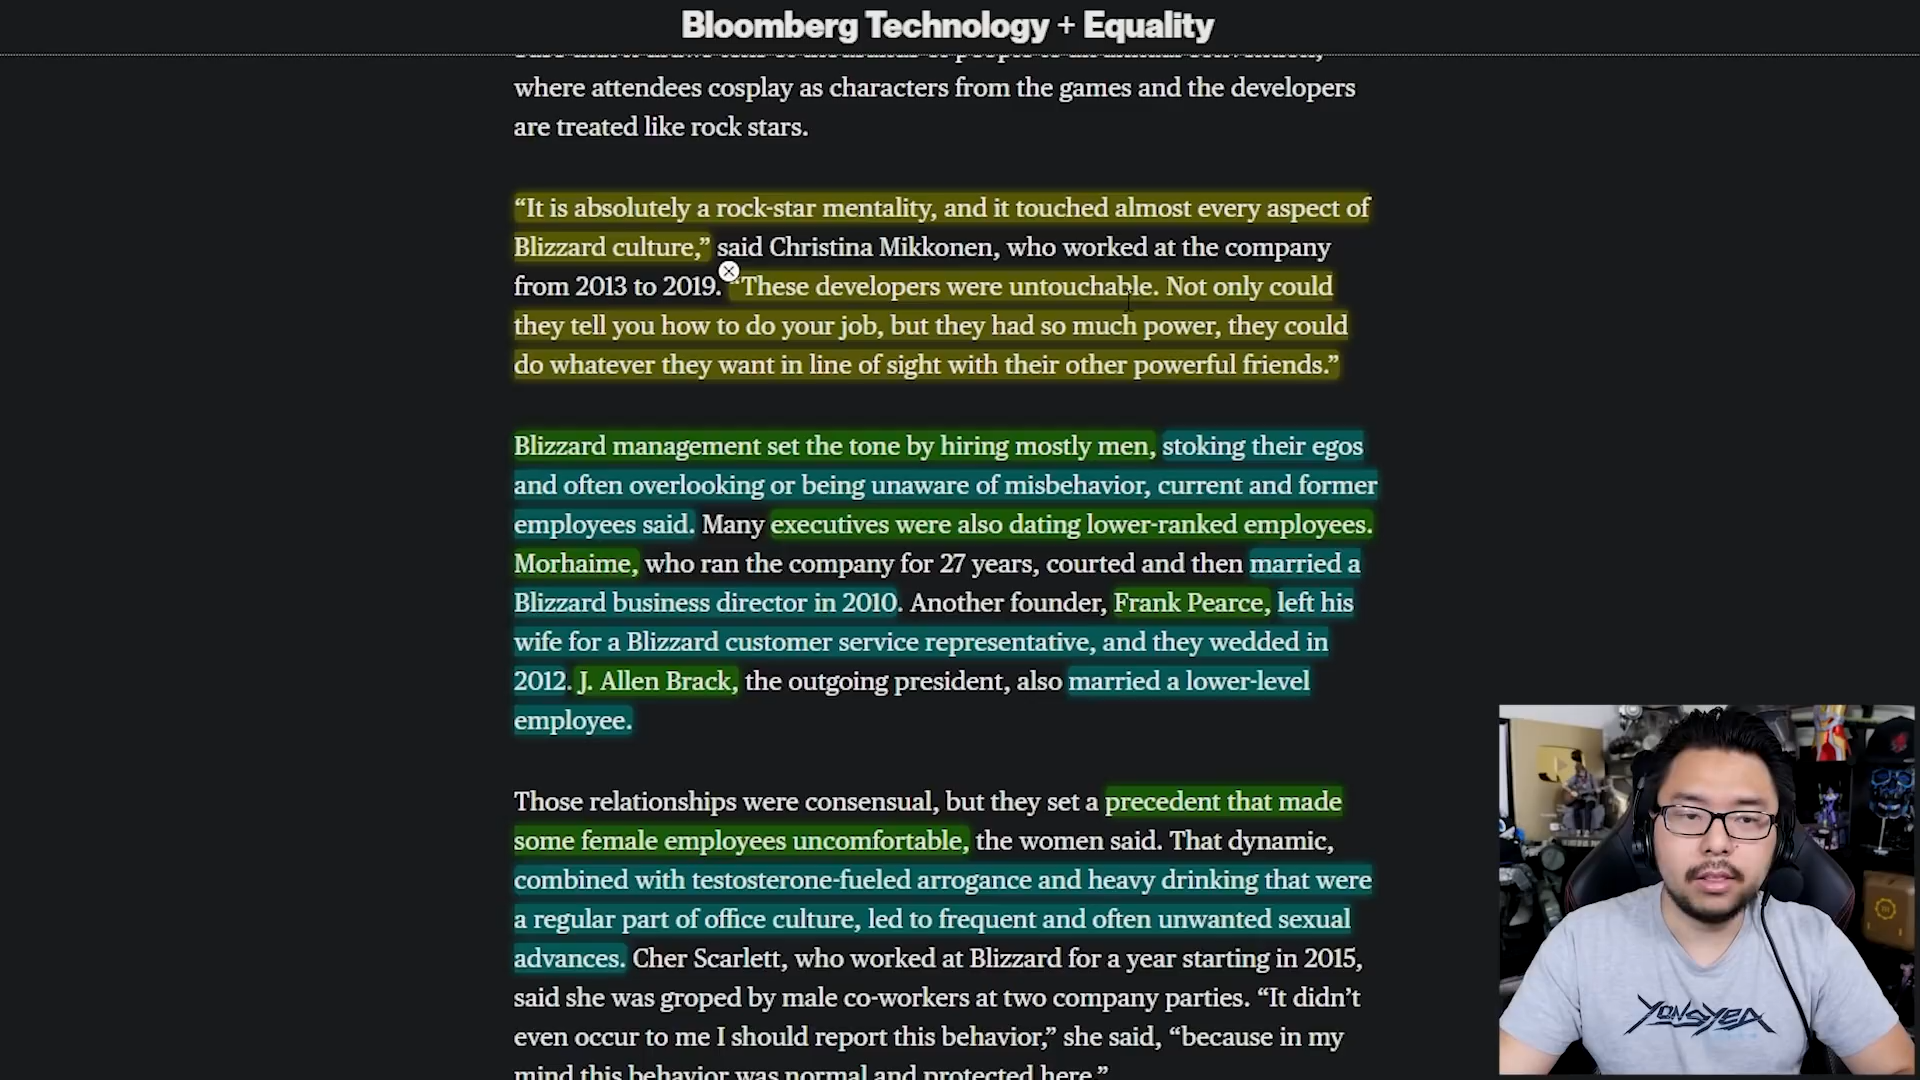 Bloomberg Technology + Equality
where attendees cosplay as characters from the games and the developers
are treated like rock stars.
“It is absolutely a rock-star mentality, and it touched almost every aspect of
Blizzard culture,” said Christina Mikkonen, who worked at the company
from 2013 to 2019. “These developers were untouchable. Not only could
they tell you how to do your job, but they had so much power, they could
do whatever they want in line of sight with their other powerful friends.”
Blizzard management set the tone by hiring mostly men, stoking their egos
and often overlooking or being unaware of misbehavior, current and former
employees said. Many executives were also dating lower-ranked employees.
Morhaime, who ran the company for 27 years, courted and then married a
Blizzard business director in 2010. Another founder, Frank Pearce, left his
wife for a Blizzard customer service representative, and they wedded in
2012. J. Allen Brack, the outgoing president, also married a lower-level
employee.
Those relationships were consensual, but they set a precedent that made
some female employees uncomfortable, the women said. That dynamic,
combined with testosterone-fueled arrogance and heavy drinking that were
a regular part of office culture, led to frequent and often unwanted sexual
advances. Cher Scarlett, who worked at Blizzard for a year starting in 2015,
said she was groped by male co-workers at two company parties. “It didn’t
even occur to me I should report this behavior,” she said, “because in my
mind this behavior was normal and protected here.”
YONGYEA